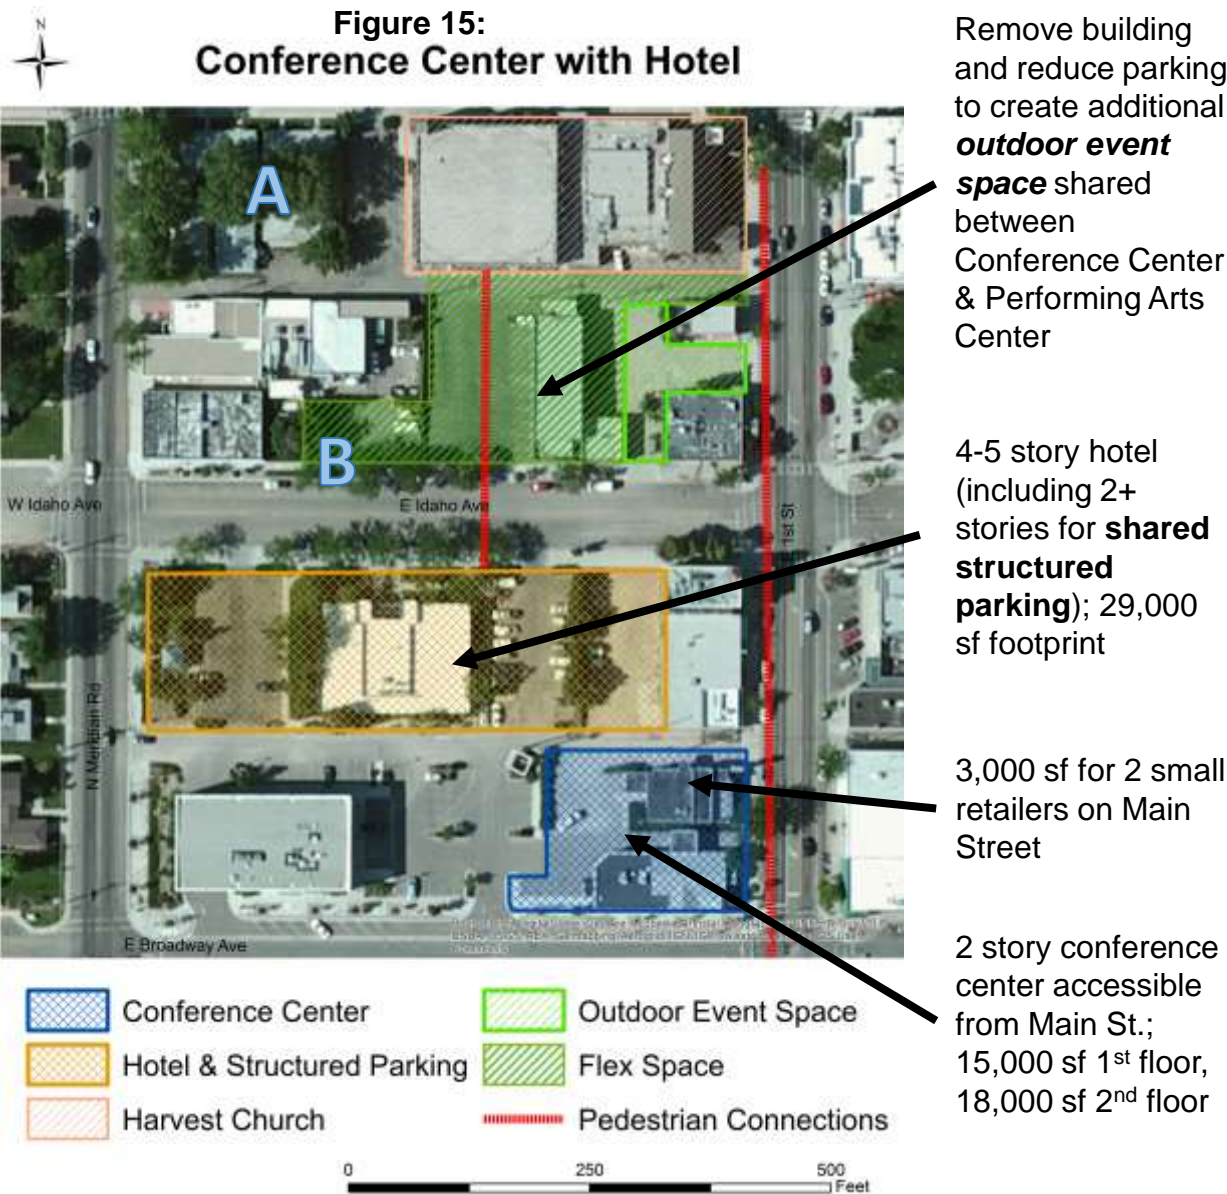 N
Figure 15:
Conference Center with Hotel
Remove building
and reduce parking
to create additional
outdoor event
space shared
between
Conference Center
& Performing Arts
Center
4-5 story hotel
(including 2+
stories for shared
structured
parking); 29,000
sf footprint
3,000 sf for 2 small
retailers on Main
Street
2 story conference
center accessible
from Main St.;
15,000 sf 1st floor,
18,000 sf 2nd floor
A
B
W Idaho Ave
E Idaho Ave
1st St
N Meridian Rd
E Broadway Ave
Conference Center
Hotel & Structured Parking
Harvest Church
Outdoor Event Space
Flex Space
Pedestrian Connections
0 250 500
Feet